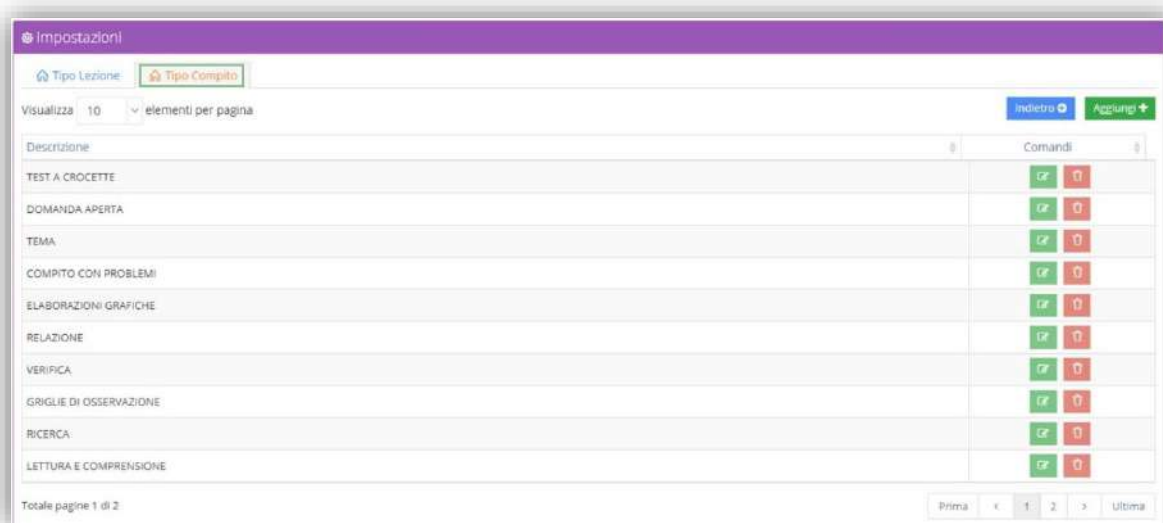 Impostazioni
Tipo Lezione Tipo Compito
Visualizza 10 elementi per pagina Indietro Aggiungi
Descrizione Comandi
TEST A CROCETTE
DOMANDA APERTA
TEMA
COMPITO CON PROBLEMI
ELABORAZIONI GRAFICHE
RELAZIONE
VERIFICA
GRIGLIE DI OSSERVAZIONE
RICERCA
LETTURA E COMPRENSIONE
Totale pagine 1 di 2 Prima < 1 2 > Ultima